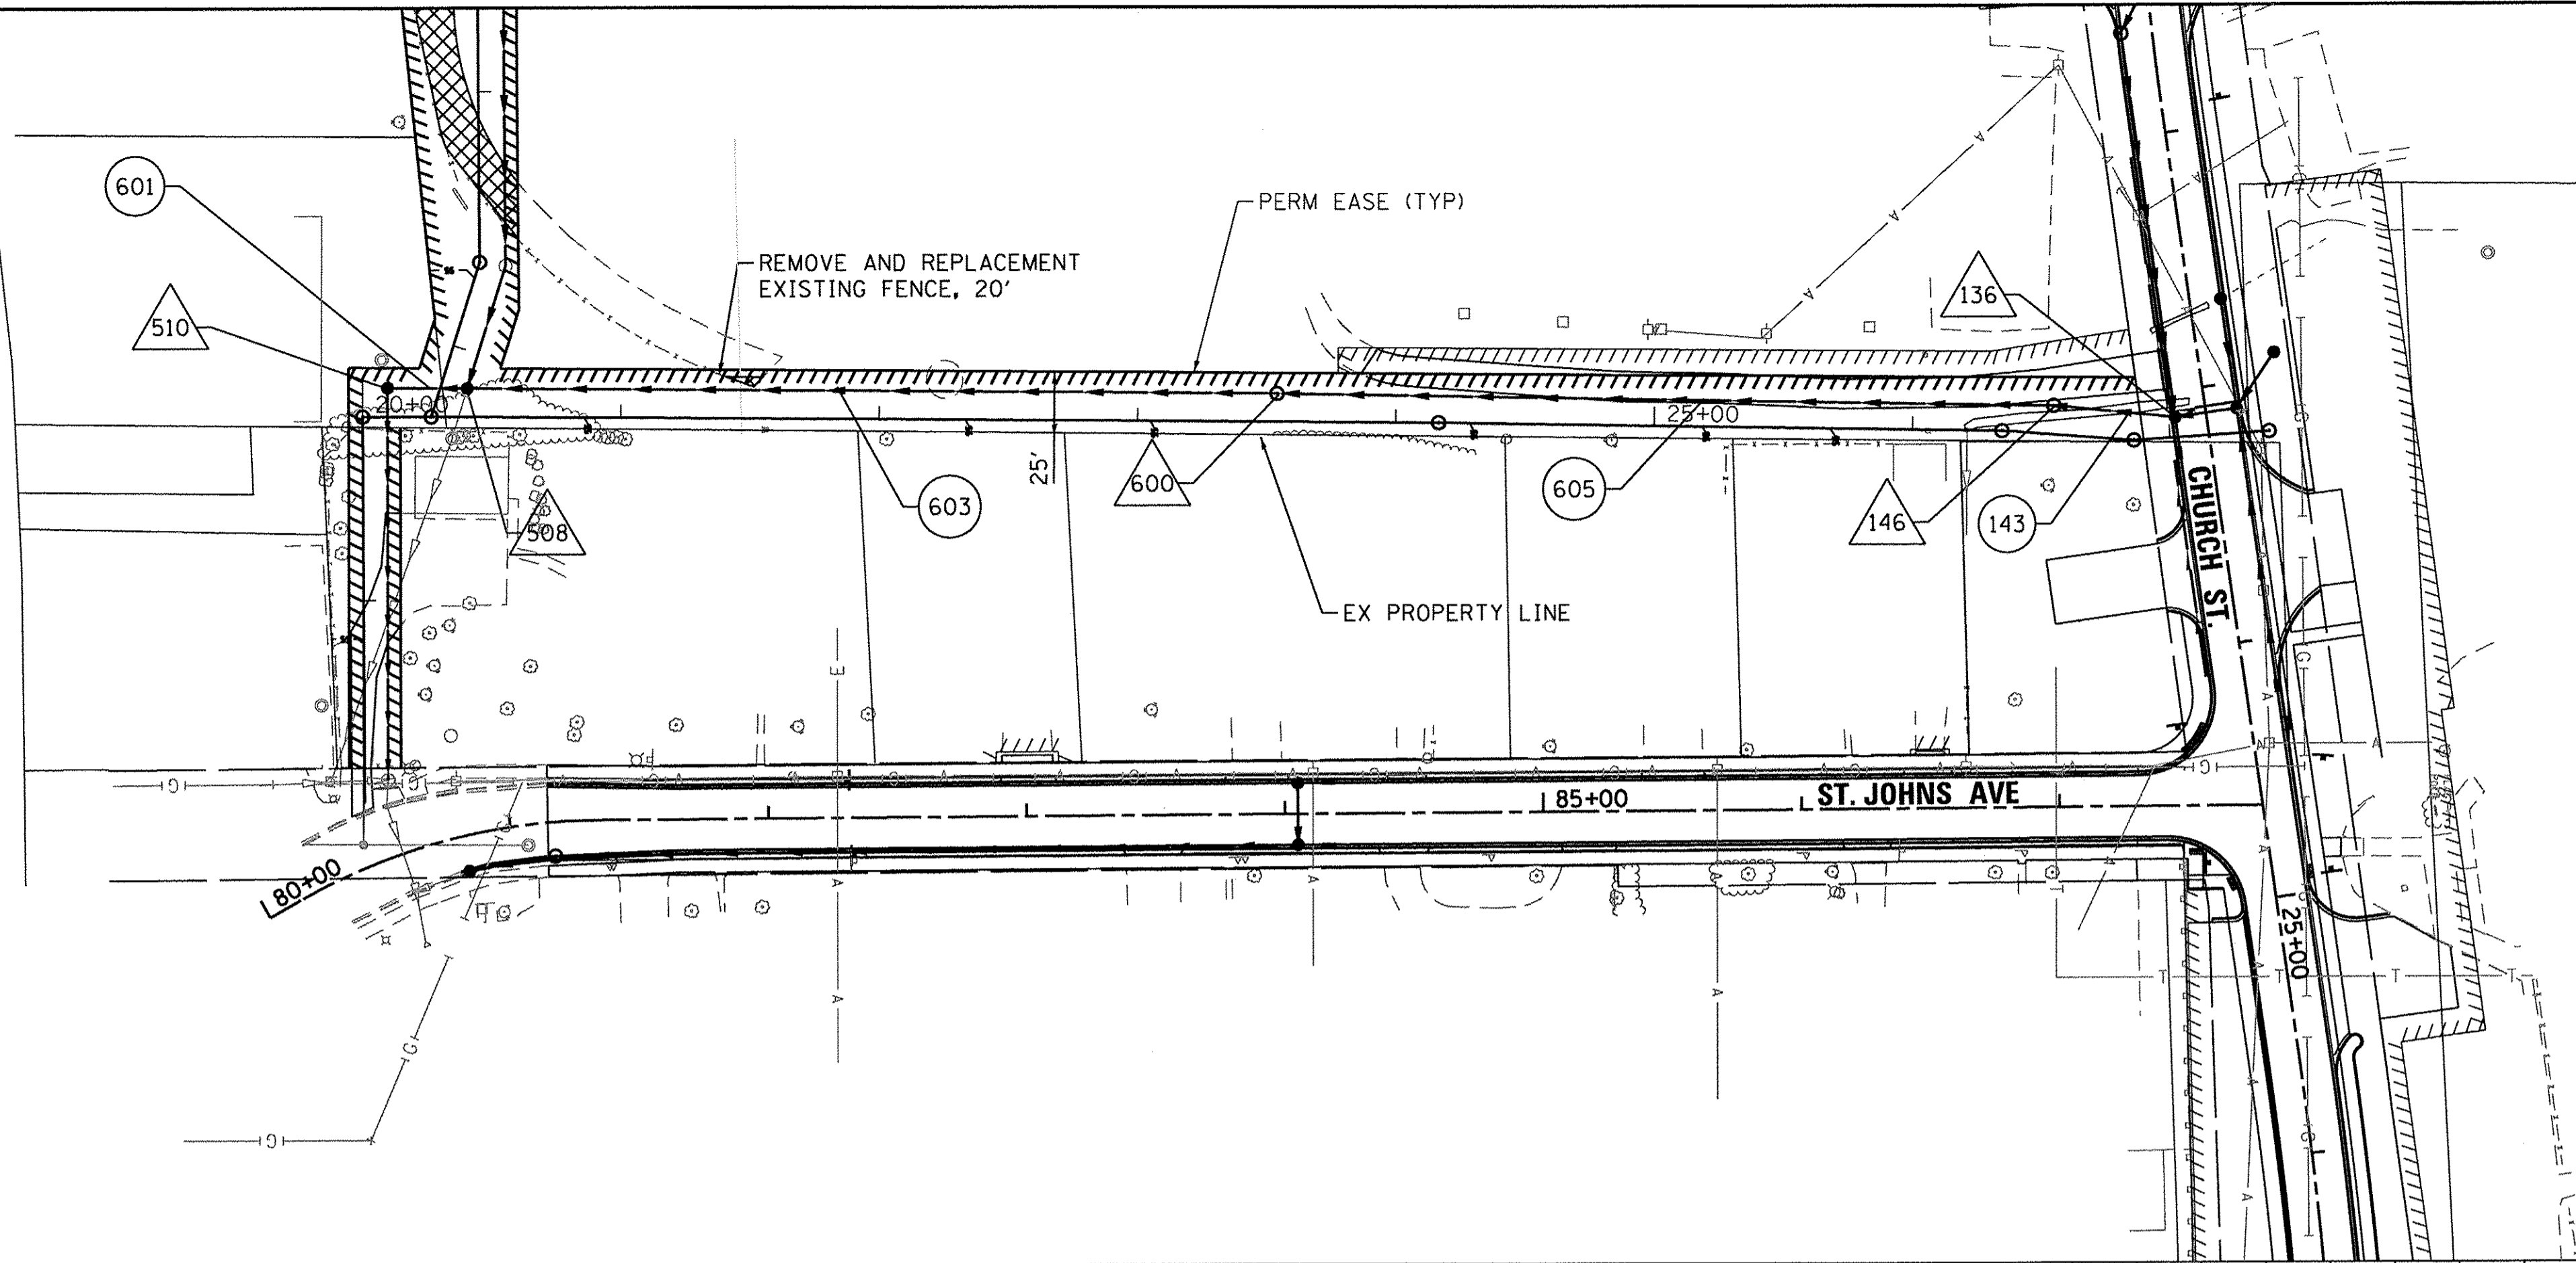 601
PERM EASE (TYP)
REMOVE AND REPLACEMENT
EXISTING FENCE, 20'
136
510
20+00
25+00
25'
600
605
603
146
143
508
CHURCH ST.
EX PROPERTY LINE
E
85+00
ST. JOHNS AVE
80+00
25+00